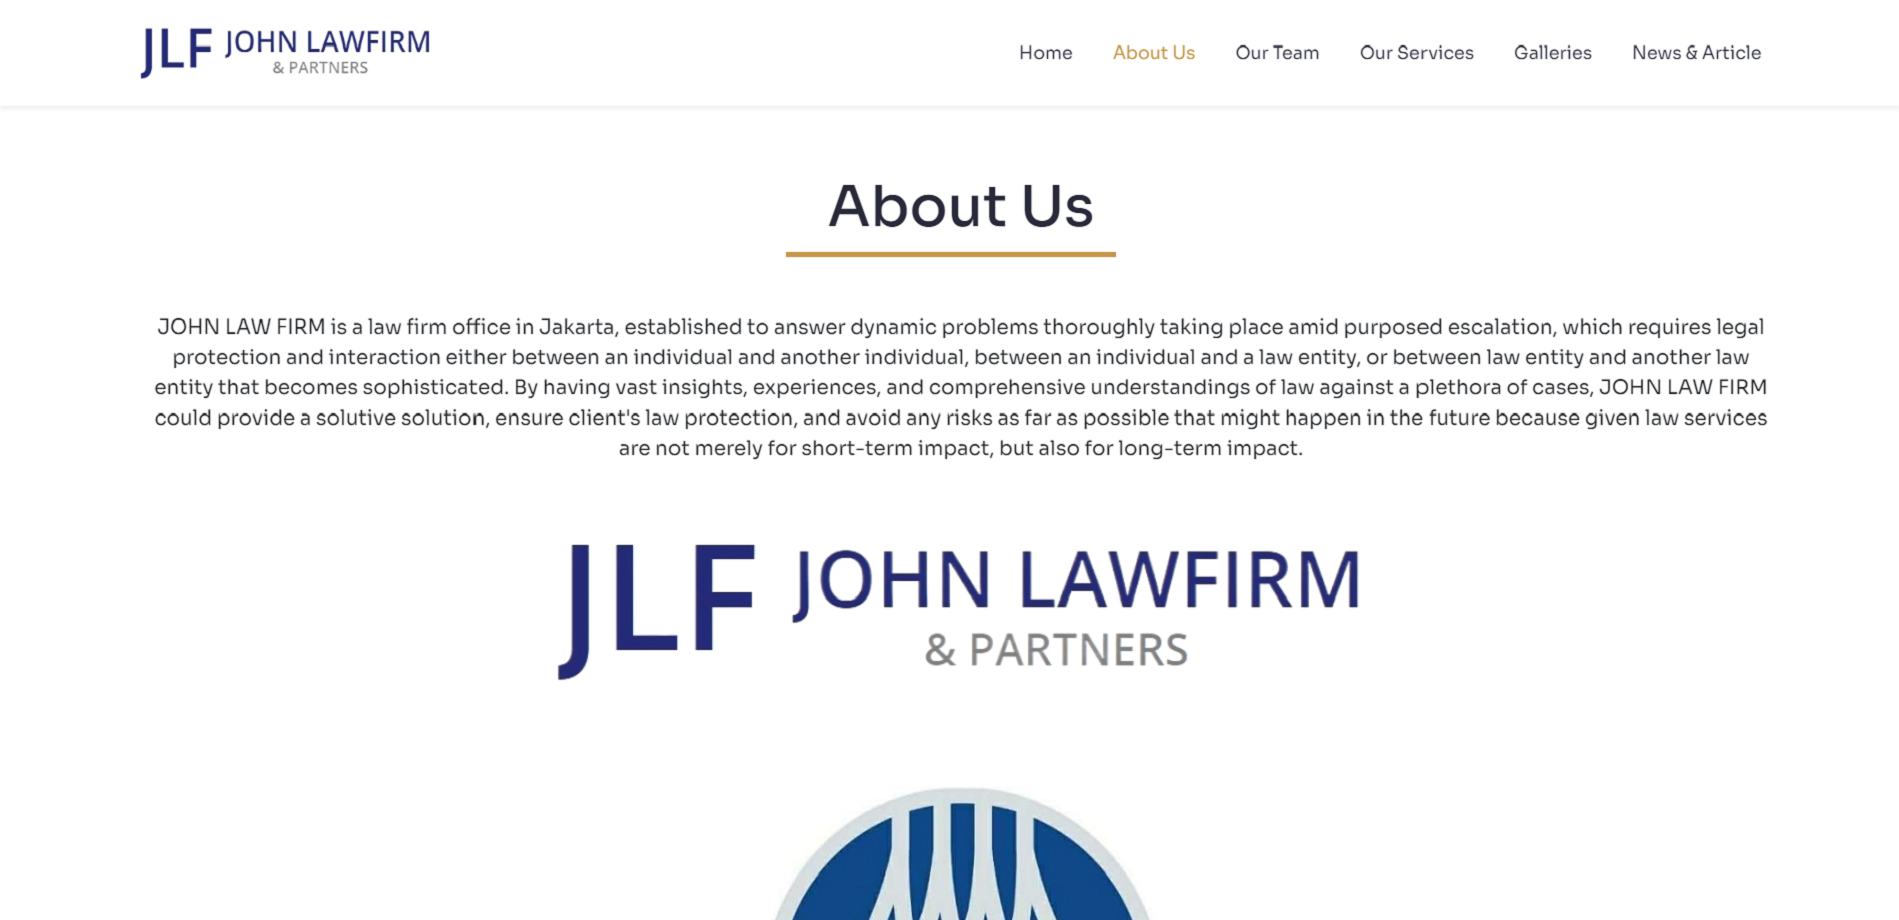 JLF JOHN LAWFIRM
& PARTNERS
Home About Us Our Team Our Services Galleries News & Article
About Us
JOHN LAW FIRM is a law firm office in Jakarta, established to answer dynamic problems thoroughly taking place amid purposed escalation, which requires legal
protection and interaction either between an individual and another individual, between an individual and a law entity, or between law entity and another law
entity that becomes sophisticated. By having vast insights, experiences, and comprehensive understandings of law against a plethora of cases, JOHN LAW FIRM
could provide a solutive solution, ensure client's law protection, and avoid any risks as far as possible that might happen in the future because given law services
are not merely for short-term impact, but also for long-term impact.
JLF JOHN LAWFIRM
& PARTNERS